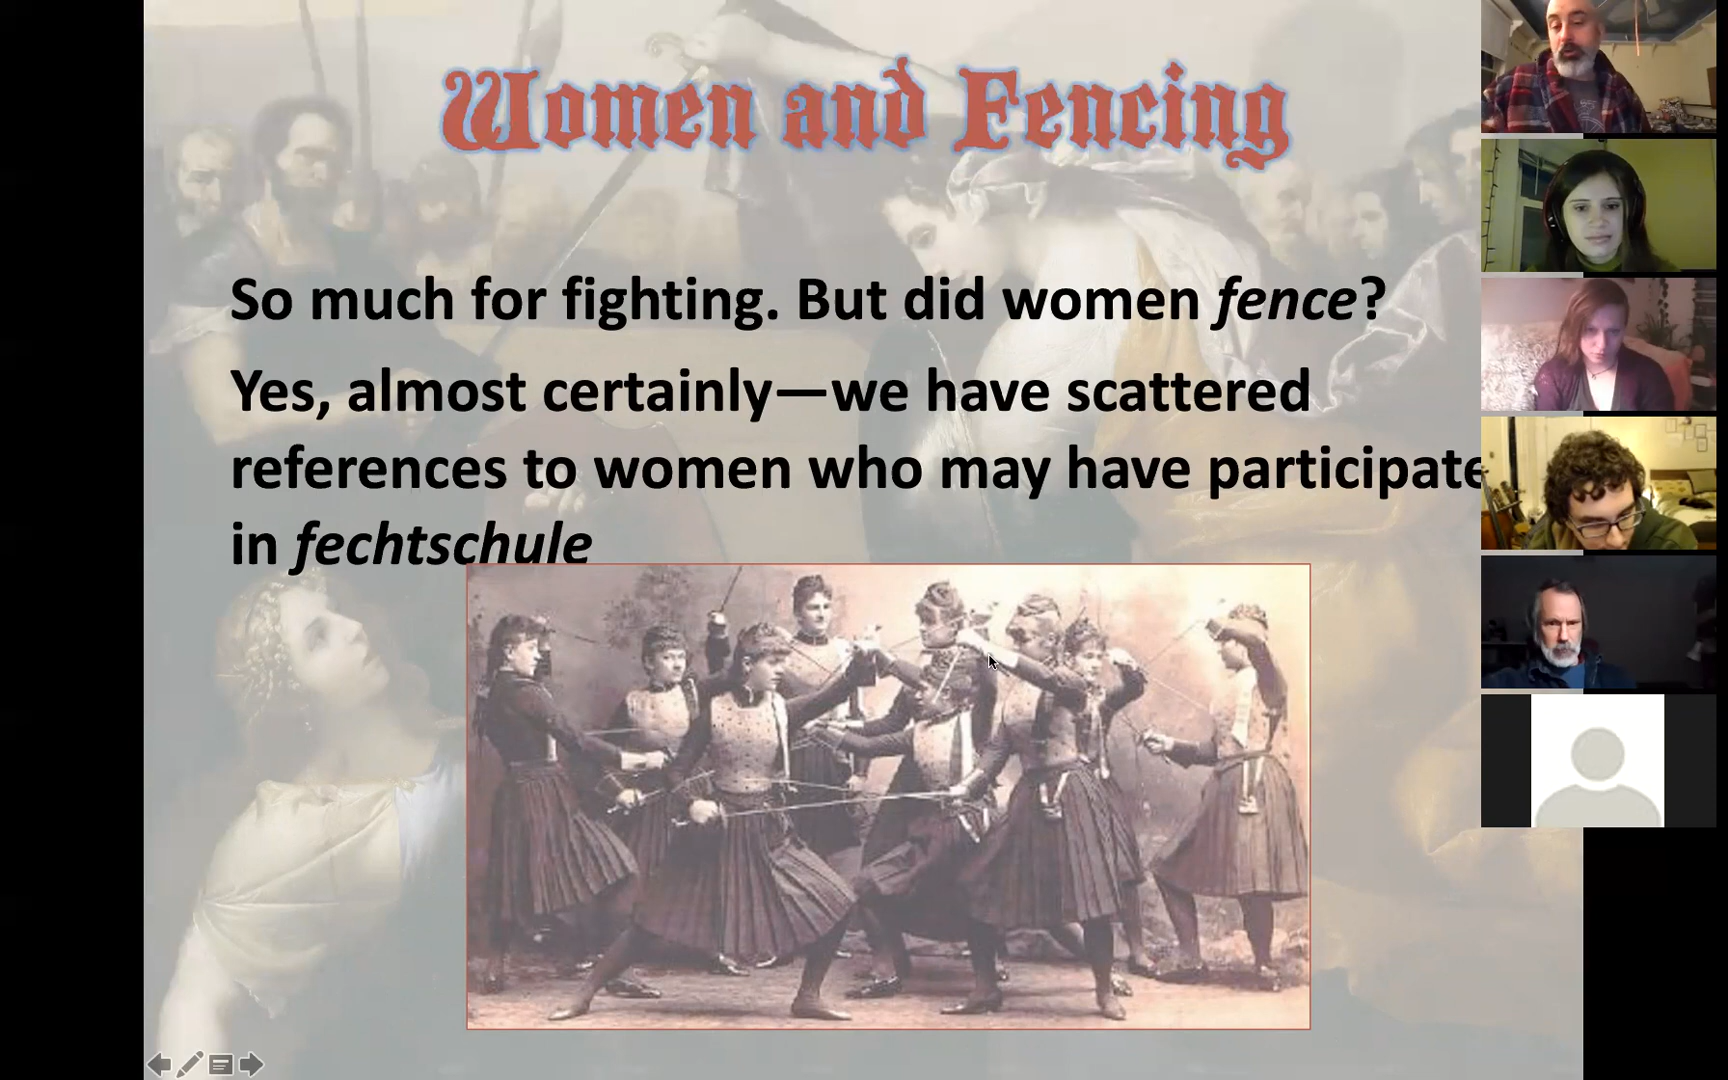 Women and Fencing
So much for fighting. But did women fence?
Yes, almost certainly—we have scattered
references to women who may have participate
in fechtschule